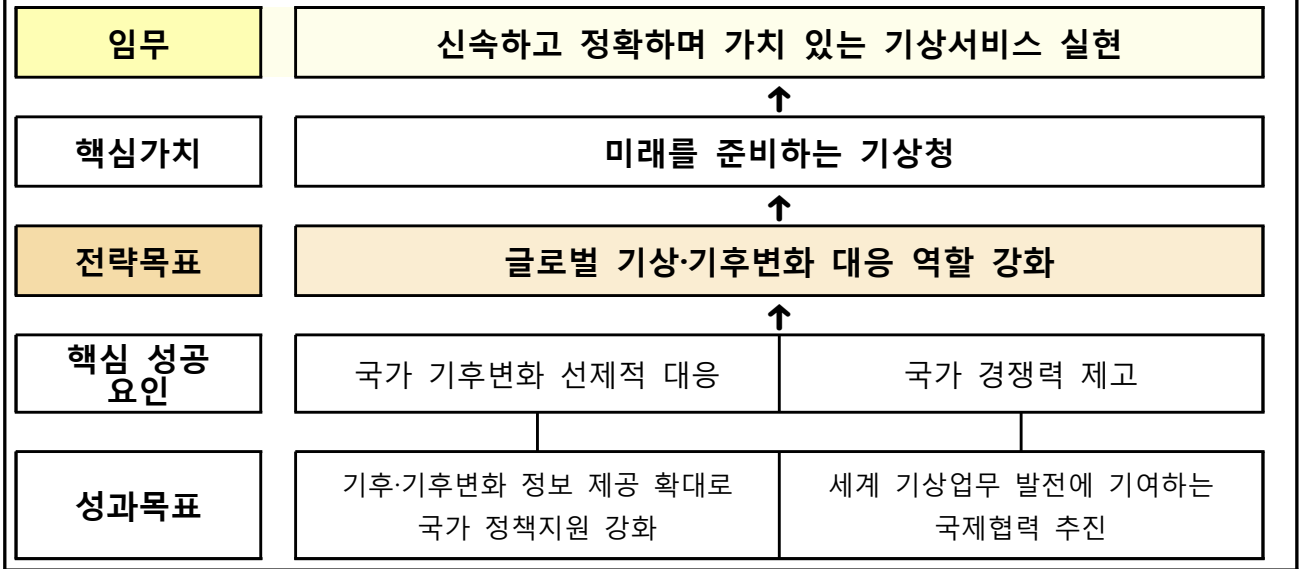 임무
신속하고 정확하며 가치 있는 기상서비스 실현
↑
핵심가치
미래를 준비하는 기상청
↑
전략목표
글로벌 기상·기후변화 대응 역할 강화
↑
핵심 성공
요인
국가 기후변화 선제적 대응
국가 경쟁력 제고
성과목표
기후·기후변화 정보 제공 확대로
국가 정책지원 강화
세계 기상업무 발전에 기여하는
국제협력 추진